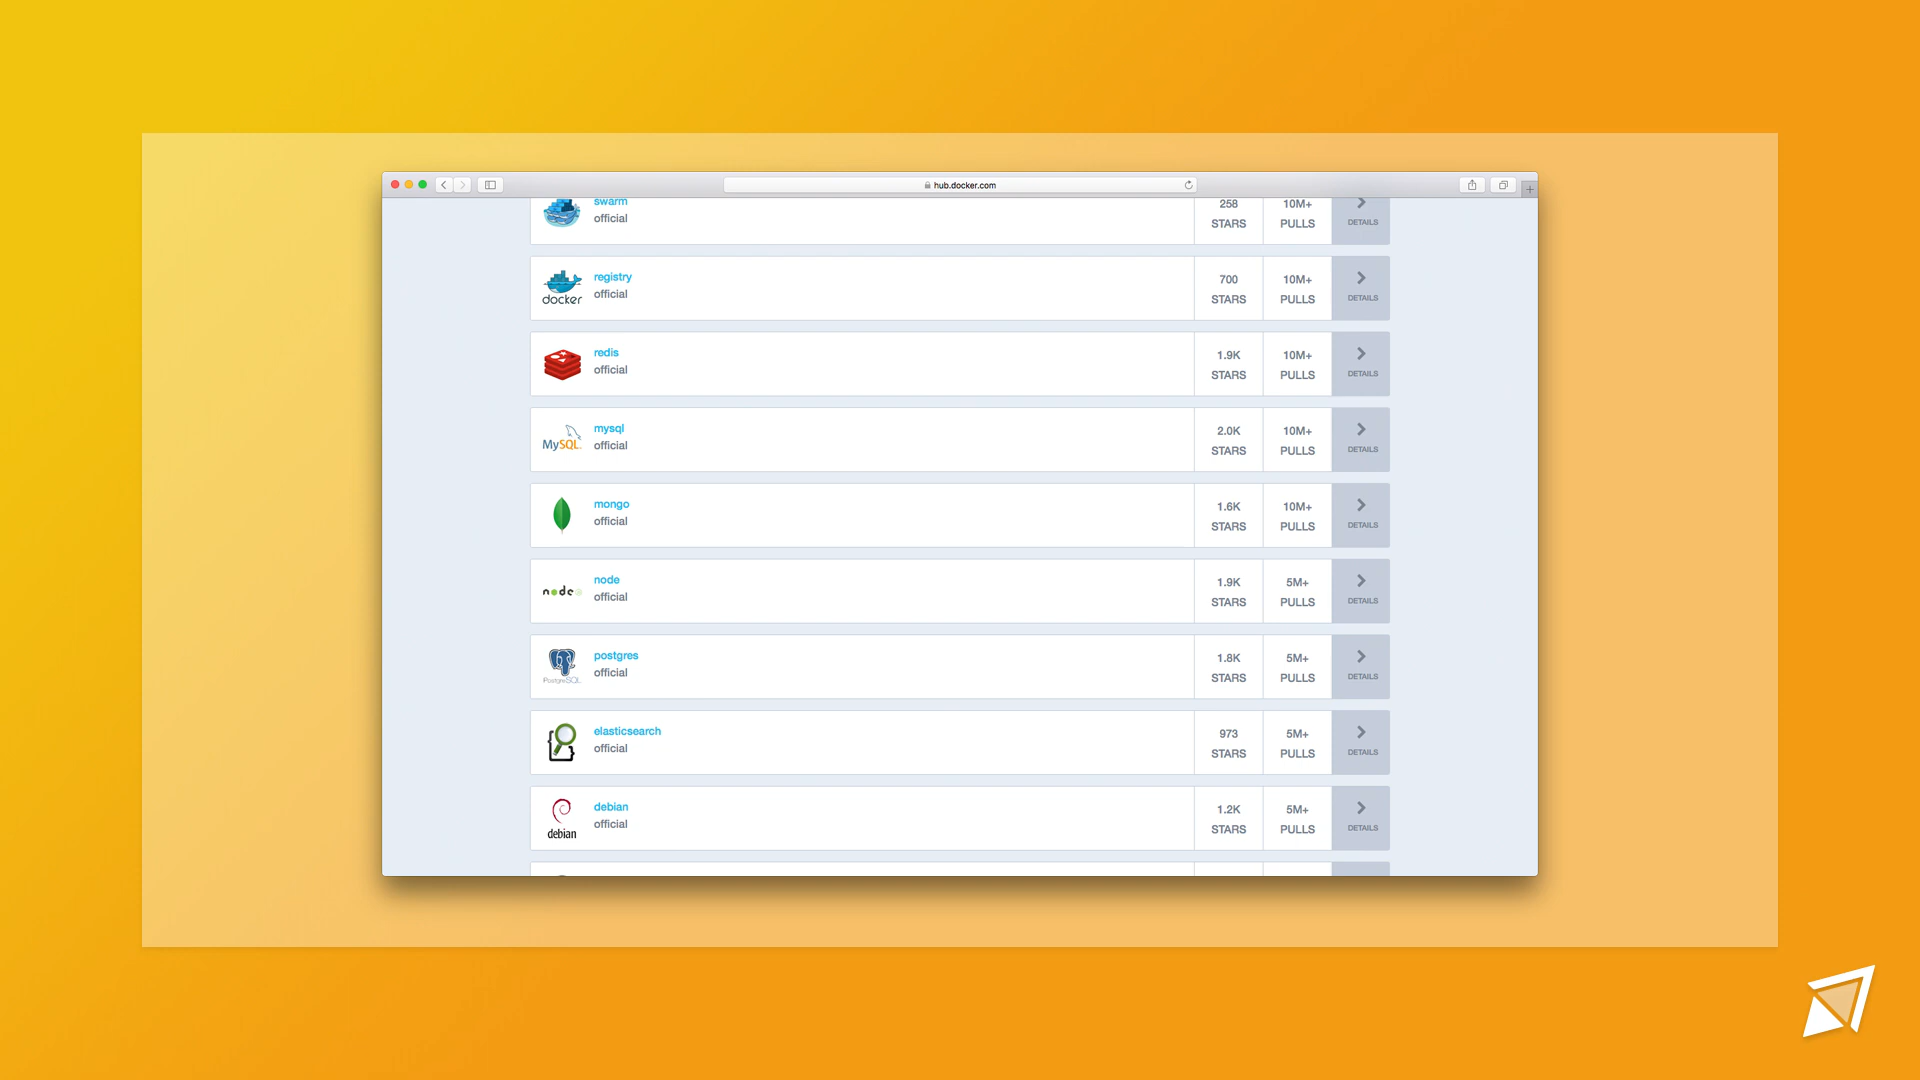 hub.docker.com
swarm
official
258
STARS
10M+
PULLS
DETAILS
docker
registry
official
700
STARS
10M+
PULLS
DETAILS
redis
official
1.9K
STARS
10M+
PULLS
DETAILS
MySQL
mysql
official
2.0K
STARS
10M+
PULLS
DETAILS
mongo
official
1.6K
STARS
10M+
PULLS
DETAILS
node
node
official
1.9K
STARS
5M+
PULLS
DETAILS
PostgreSQL
postgres
official
1.8K
STARS
5M+
PULLS
DETAILS
elasticsearch
official
973
STARS
5M+
PULLS
DETAILS
debian
debian
official
1.2K
STARS
5M+
PULLS
DETAILS